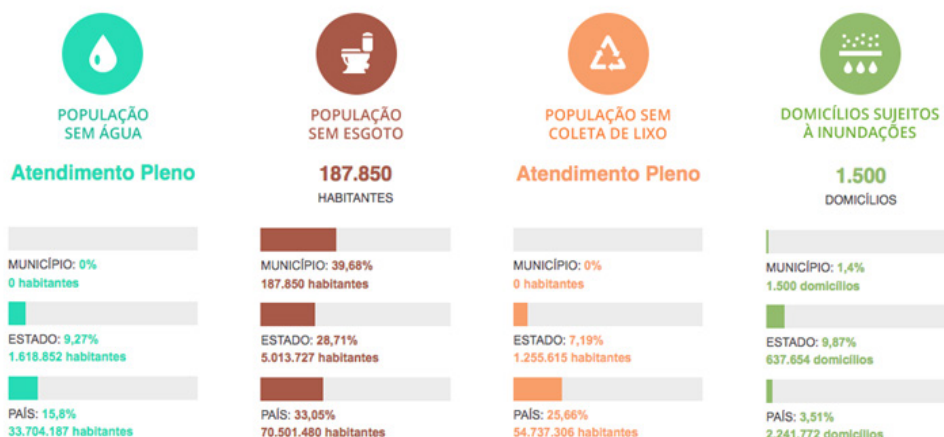 POPULAÇÃO
SEM ÁGUA
Atendimento Pleno
MUNICÍPIO: 0%
0 habitantes
ESTADO: 9,27%
1.618.852 habitantes
PAÍS: 15,8%
33.704.187 habitantes
POPULAÇÃO
SEM ESGOTO
187.850
HABITANTES
MUNICÍPIO: 39,68%
187.850 habitantes
ESTADO: 28,71%
5.013.727 habitantes
PAÍS: 33,05%
70.501.480 habitantes
POPULAÇÃO SEM
COLETA DE LIXO
Atendimento Pleno
MUNICÍPIO: 0%
0 habitantes
ESTADO: 7,19%
1.255.615 habitantes
PAÍS: 25,66%
54.737.306 habitantes
DOMICÍLIOS SUJEITOS
À INUNDAÇÕES
1.500
DOMICÍLIOS
MUNICÍPIO: 1,4%
1.500 domicílios
ESTADO: 9,87%
637.654 domicílios
PAÍS: 3,51%
2.241.772 domicílios